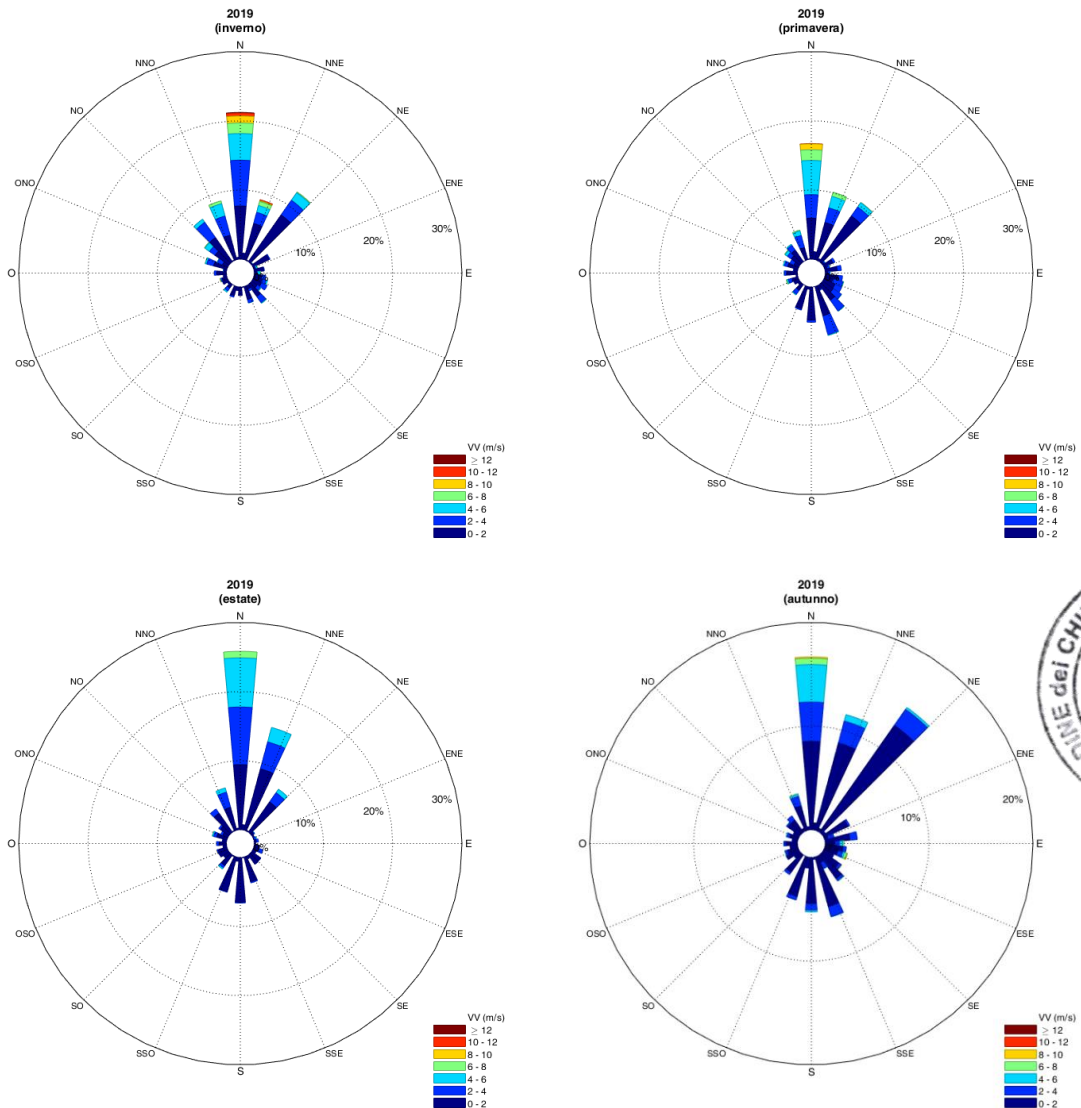 2019
(inverno)
N
NNO
NNE
NO
NE
ONO
ENE
30%
20%
10%
O
E
OSO
ESE
SO
SE
SSO
SSE
S
VV (m/s)
≥ 12
10 - 12
8 - 10
6 - 8
4 - 6
2 - 4
0 - 2
2019
(primavera)
N
NNO
NNE
NO
NE
ONO
ENE
30%
20%
10%
O
E
OSO
ESE
SO
SE
SSO
SSE
S
VV (m/s)
≥ 12
10 - 12
8 - 10
6 - 8
4 - 6
2 - 4
0 - 2
2019
(estate)
N
NNO
NNE
NO
NE
ONO
ENE
30%
20%
10%
O
E
OSO
ESE
SO
SE
SSO
SSE
S
VV (m/s)
≥ 12
10 - 12
8 - 10
6 - 8
4 - 6
2 - 4
0 - 2
2019
(autunno)
N
NNO
NNE
NO
NE
ONO
ENE
20%
10%
O
E
OSO
ESE
SO
SE
SSO
SSE
S
VV (m/s)
≥ 12
10 - 12
8 - 10
6 - 8
4 - 6
2 - 4
0 - 2
dei